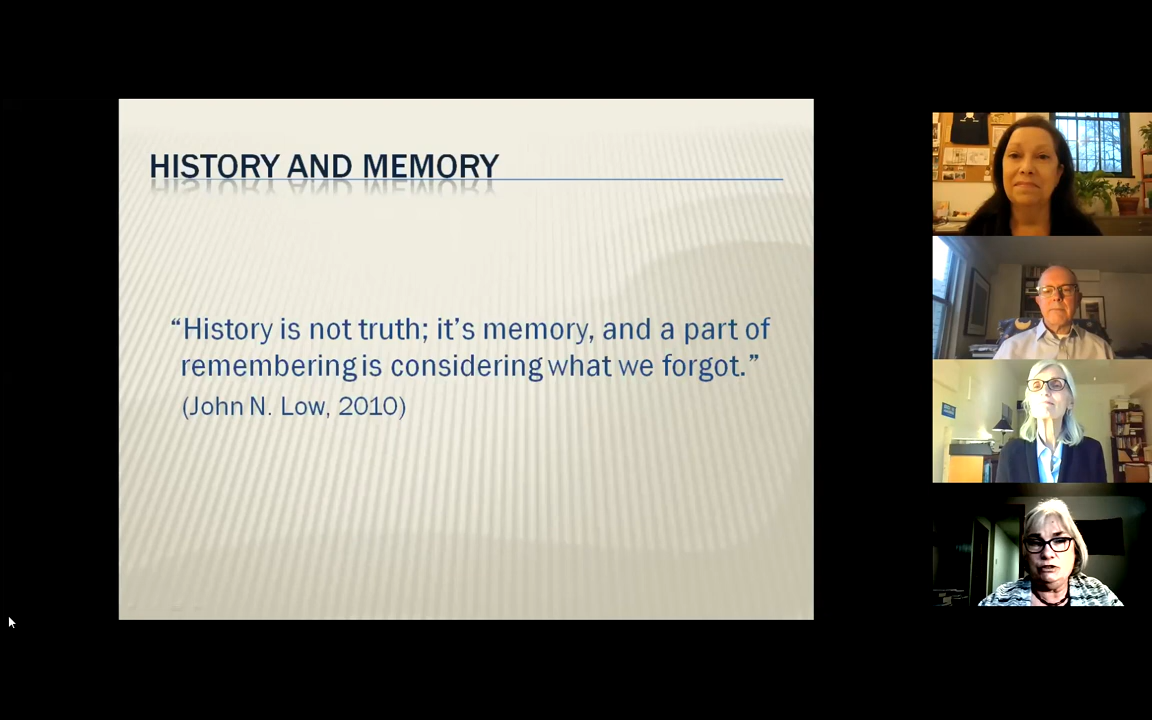 HISTORY AND MEMORY
“History is not truth; it’s memory, and a part of
remembering is considering what we forgot.”
(John N. Low, 2010)